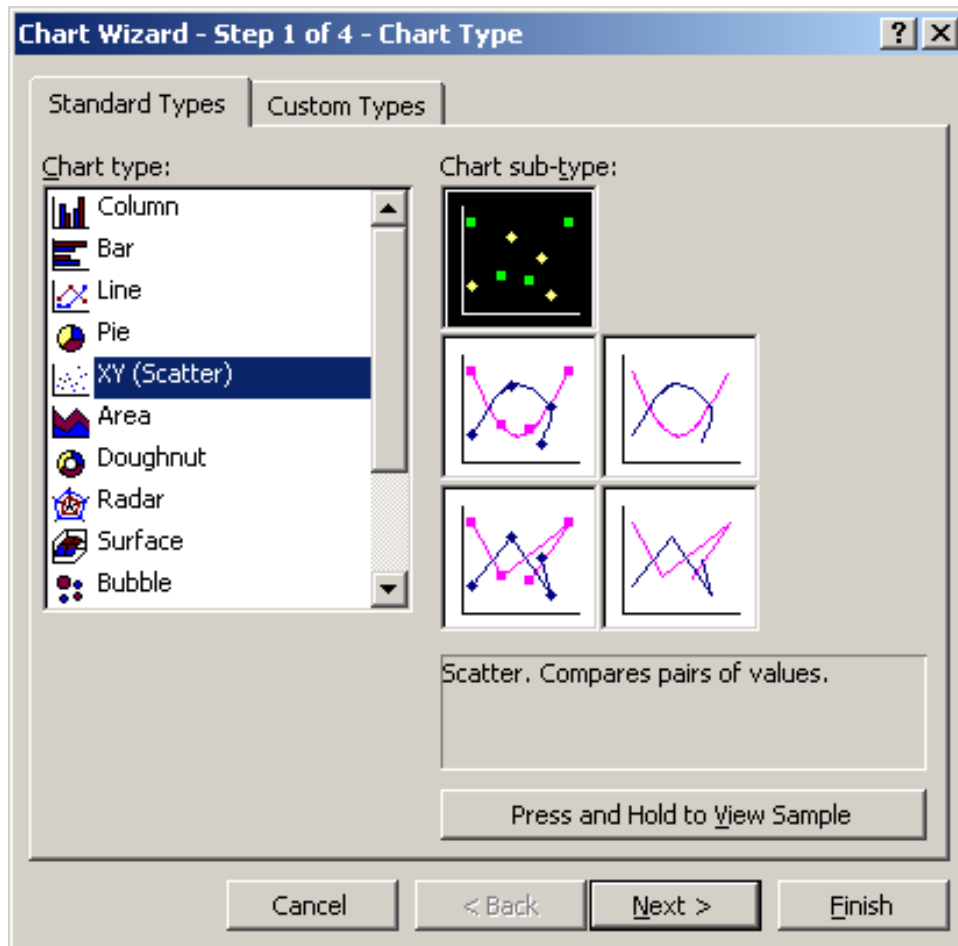 Chart Wizard - Step 1 of 4 - Chart Type
Standard Types
Custom Types
Chart type:
Column
Bar
Line
Pie
XY (Scatter)
Area
Doughnut
Radar
Surface
Bubble
Chart sub-type:
Scatter. Compares pairs of values.
Press and Hold to View Sample
Cancel
< Back
Next >
Finish